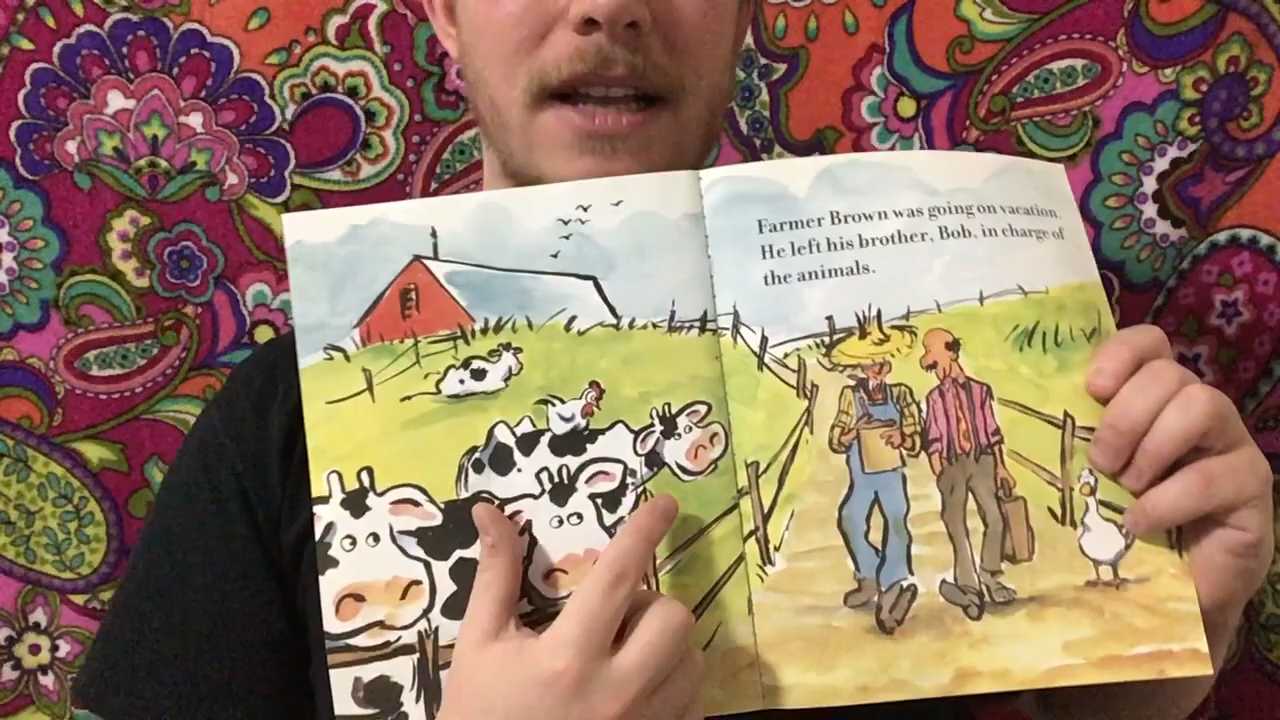 Farmer Brown was going on vacation.
He left his brother, Bob, in charge of
the animals.